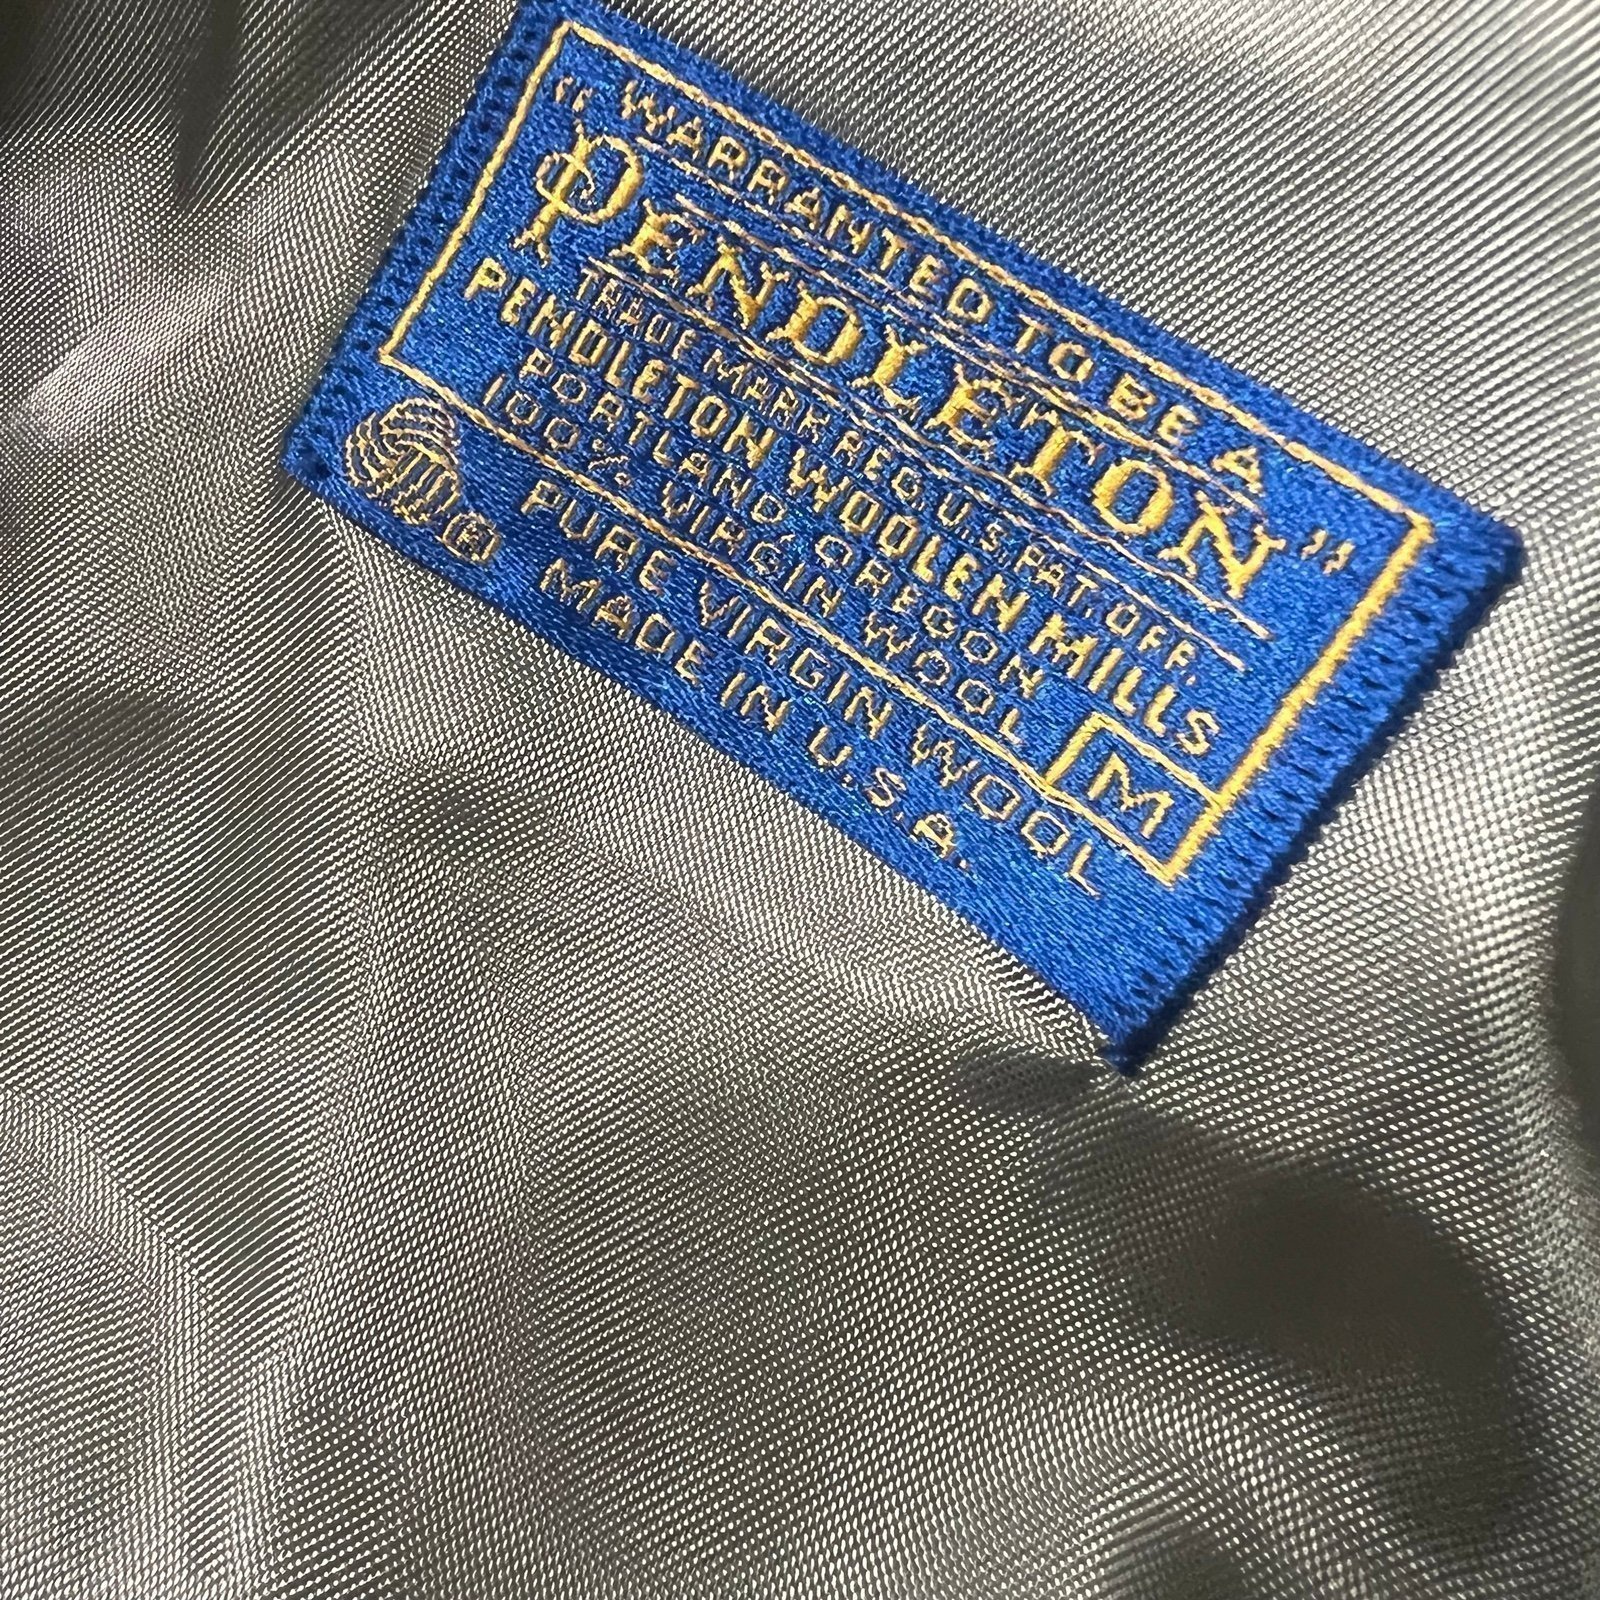 "WARRANTED TO BE A
PENDLETON"
TRADE MARK REG. U.S. PAT. OFF.
PENDLETON WOOLEN MILLS
PORTLAND, OREGON
100% VIRGIN WOOL M
PURE VIRGIN WOOL
® MADE IN U.S.A.